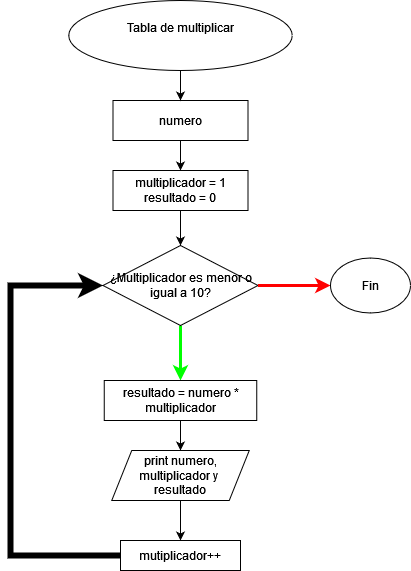 Tabla de multiplicar
numero
multiplicador = 1
resultado = 0
¿Multiplicador es menor o
igual a 10?
Fin
resultado = numero *
multiplicador
print numero,
multiplicador y
resultado
mutiplicador++